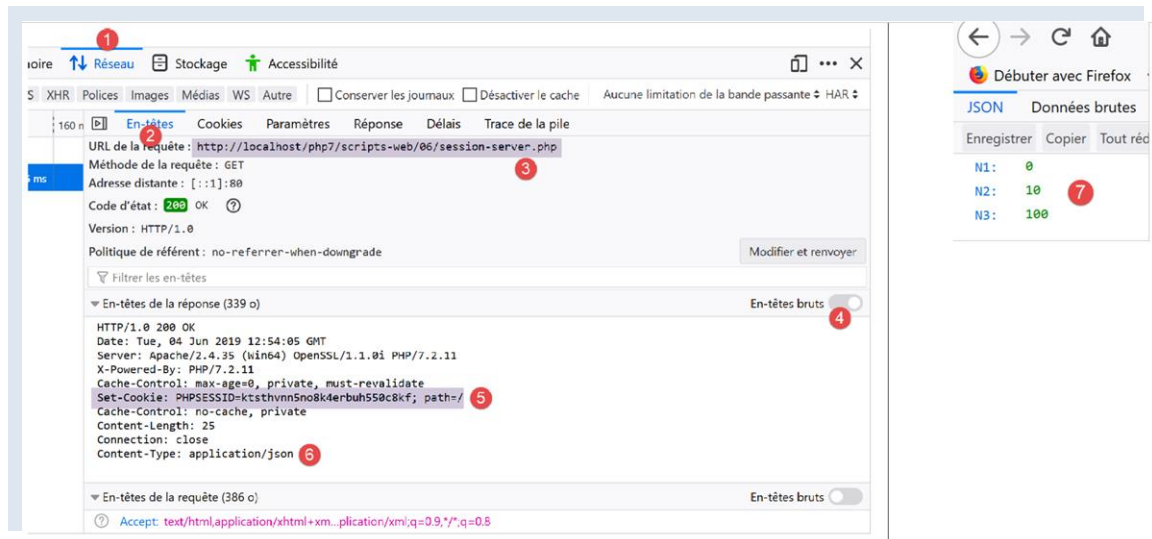 1
oire Réseau Stockage Accessibilité
S XHR Polices Images Médias WS Autre Conserver les journaux Désactiver le cache Aucune limitation de la bande passante HAR
160 En-têtes Cookies Paramètres Réponse Délais Trace de la pile
2
URL de la requête : http://localhost/php7/scripts-web/06/session-server.php
3
Méthode de la requête : GET
ms
Adresse distante : [::1]:80
Code d'état : 200 OK ?
Version : HTTP/1.0
Politique de référent : no-referrer-when-downgrade Modifier et renvoyer
Filtrer les en-têtes
En-têtes de la réponse (339 o) En-têtes bruts
4
HTTP/1.0 200 OK
Date: Tue, 04 Jun 2019 12:54:05 GMT
Server: Apache/2.4.35 (Win64) OpenSSL/1.1.0i PHP/7.2.11
X-Powered-By: PHP/7.2.11
Cache-Control: max-age=0, private, must-revalidate
Set-Cookie: PHPSESSID=ktsthvnn5no8k4erbuh550c8kf; path=/ 5
Cache-Control: no-cache, private
Content-Length: 25
Connection: close
Content-Type: application/json 6
En-têtes de la requête (386 o) En-têtes bruts
? Accept: text/html,application/xhtml+xm...plication/xml;q=0.9,*/*;q=0.8
Débuter avec Firefox
JSON Données brutes
Enregistrer Copier Tout réd
N1: 0
N2: 10 7
N3: 100